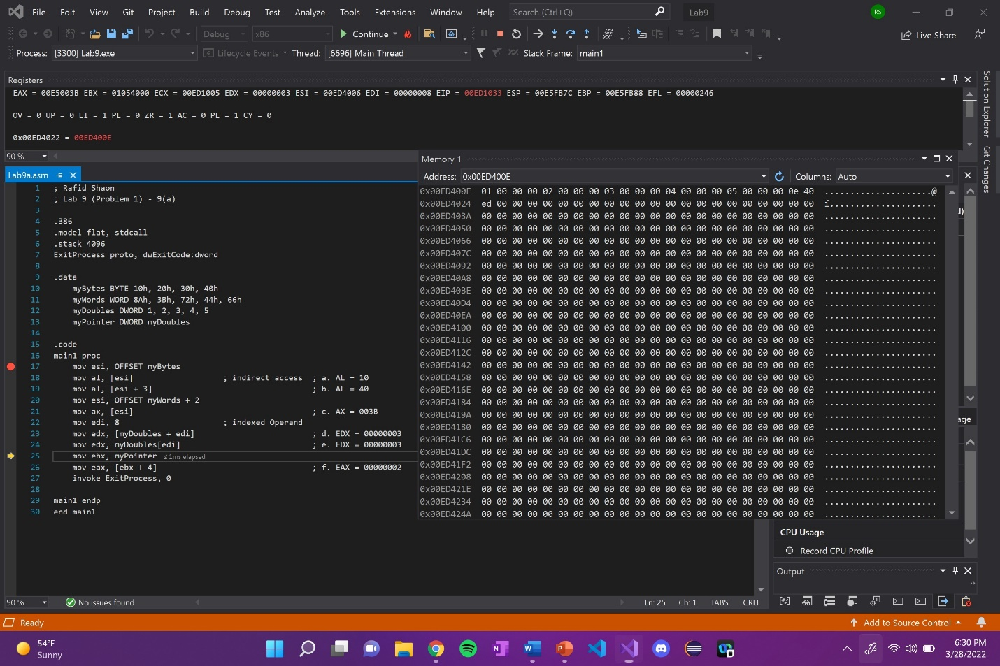 File Edit View Git Project Build Debug Test Analyze Tools Extensions Window Help Search (Ctrl+Q) Lab9 RS
Debug x86 Continue Live Share
Process: [3300] Lab9.exe Lifecycle Events Thread: [6696] Main Thread Stack Frame: main1
Registers
EAX = 00E5003B EBX = 01054000 ECX = 00ED1005 EDX = 00000003 ESI = 00ED4006 EDI = 00000008 EIP = 00ED1033 ESP = 00E5FB7C EBP = 00E5FB88 EFL = 00000246
OV = 0 UP = 0 EI = 1 PL = 0 ZR = 1 AC = 0 PE = 1 CY = 0
0x00ED4022 = 00ED400E
90 %
Solution Explorer
Git Changes
Lab9a.asm
1 ; Rafid Shaon
2 ; Lab 9 (Problem 1) - 9(a)
3
4 .386
5 .model flat, stdcall
6 .stack 4096
7 ExitProcess proto, dwExitCode:dword
8
9 .data
10 myBytes BYTE 10h, 20h, 30h, 40h
11 myWords WORD 8Ah, 3Bh, 72h, 44h, 66h
12 myDoubles DWORD 1, 2, 3, 4, 5
13 myPointer DWORD myDoubles
14
15 .code
16 main1 proc
17 mov esi, OFFSET myBytes
18 mov al, [esi] ; indirect access ; a. AL = 10
19 mov al, [esi + 3] ; b. AL = 40
20 mov esi, OFFSET myWords + 2
21 mov ax, [esi] ; c. AX = 003B
22 mov edi, 8 ; indexed Operand
23 mov edx, [myDoubles + edi] ; d. EDX = 00000003
24 mov edx, myDoubles[edi] ; e. EDX = 00000003
25 mov ebx, myPointer ≤ 1ms elapsed
26 mov eax, [ebx + 4] ; f. EAX = 00000002
27 invoke ExitProcess, 0
28
29 main1 endp
30 end main1
Memory 1
Address: 0x00ED400E Columns: Auto
0x00ED400E 01 00 00 00 02 00 00 00 03 00 00 00 04 00 00 00 05 00 00 00 0e 40 ....................@
0x00ED4024 ed 00 00 00 00 00 00 00 00 00 00 00 00 00 00 00 00 00 00 00 00 00 í.....................
0x00ED403A 00 00 00 00 00 00 00 00 00 00 00 00 00 00 00 00 00 00 00 00 00 00 ......................
0x00ED4050 00 00 00 00 00 00 00 00 00 00 00 00 00 00 00 00 00 00 00 00 00 00 ......................
0x00ED4066 00 00 00 00 00 00 00 00 00 00 00 00 00 00 00 00 00 00 00 00 00 00 ......................
0x00ED407C 00 00 00 00 00 00 00 00 00 00 00 00 00 00 00 00 00 00 00 00 00 00 ......................
0x00ED4092 00 00 00 00 00 00 00 00 00 00 00 00 00 00 00 00 00 00 00 00 00 00 ......................
0x00ED40A8 00 00 00 00 00 00 00 00 00 00 00 00 00 00 00 00 00 00 00 00 00 00 ......................
0x00ED40BE 00 00 00 00 00 00 00 00 00 00 00 00 00 00 00 00 00 00 00 00 00 00 ......................
0x00ED40D4 00 00 00 00 00 00 00 00 00 00 00 00 00 00 00 00 00 00 00 00 00 00 ......................
0x00ED40EA 00 00 00 00 00 00 00 00 00 00 00 00 00 00 00 00 00 00 00 00 00 00 ......................
0x00ED4100 00 00 00 00 00 00 00 00 00 00 00 00 00 00 00 00 00 00 00 00 00 00 ......................
0x00ED4116 00 00 00 00 00 00 00 00 00 00 00 00 00 00 00 00 00 00 00 00 00 00 ......................
0x00ED412C 00 00 00 00 00 00 00 00 00 00 00 00 00 00 00 00 00 00 00 00 00 00 ......................
0x00ED4142 00 00 00 00 00 00 00 00 00 00 00 00 00 00 00 00 00 00 00 00 00 00 ......................
0x00ED4158 00 00 00 00 00 00 00 00 00 00 00 00 00 00 00 00 00 00 00 00 00 00 ......................
0x00ED416E 00 00 00 00 00 00 00 00 00 00 00 00 00 00 00 00 00 00 00 00 00 00 ......................
0x00ED4184 00 00 00 00 00 00 00 00 00 00 00 00 00 00 00 00 00 00 00 00 00 00 ......................
0x00ED419A 00 00 00 00 00 00 00 00 00 00 00 00 00 00 00 00 00 00 00 00 00 00 ......................
0x00ED41B0 00 00 00 00 00 00 00 00 00 00 00 00 00 00 00 00 00 00 00 00 00 00 ......................
0x00ED41C6 00 00 00 00 00 00 00 00 00 00 00 00 00 00 00 00 00 00 00 00 00 00 ......................
0x00ED41DC 00 00 00 00 00 00 00 00 00 00 00 00 00 00 00 00 00 00 00 00 00 00 ......................
0x00ED41F2 00 00 00 00 00 00 00 00 00 00 00 00 00 00 00 00 00 00 00 00 00 00 ......................
0x00ED4208 00 00 00 00 00 00 00 00 00 00 00 00 00 00 00 00 00 00 00 00 00 00 ......................
0x00ED421E 00 00 00 00 00 00 00 00 00 00 00 00 00 00 00 00 00 00 00 00 00 00 ......................
0x00ED4234 00 00 00 00 00 00 00 00 00 00 00 00 00 00 00 00 00 00 00 00 00 00 ......................
0x00ED424A 00 00 00 00 00 00 00 00 00 00 00 00 00 00 00 00 00 00 00 00 00 00 ......................
d)
age
CPU Usage
Record CPU Profile
Output
90 % No issues found Ln: 25 Ch: 1 TABS CRLF
Ready Add to Source Control
54°F
Sunny
6:30 PM
3/28/2022